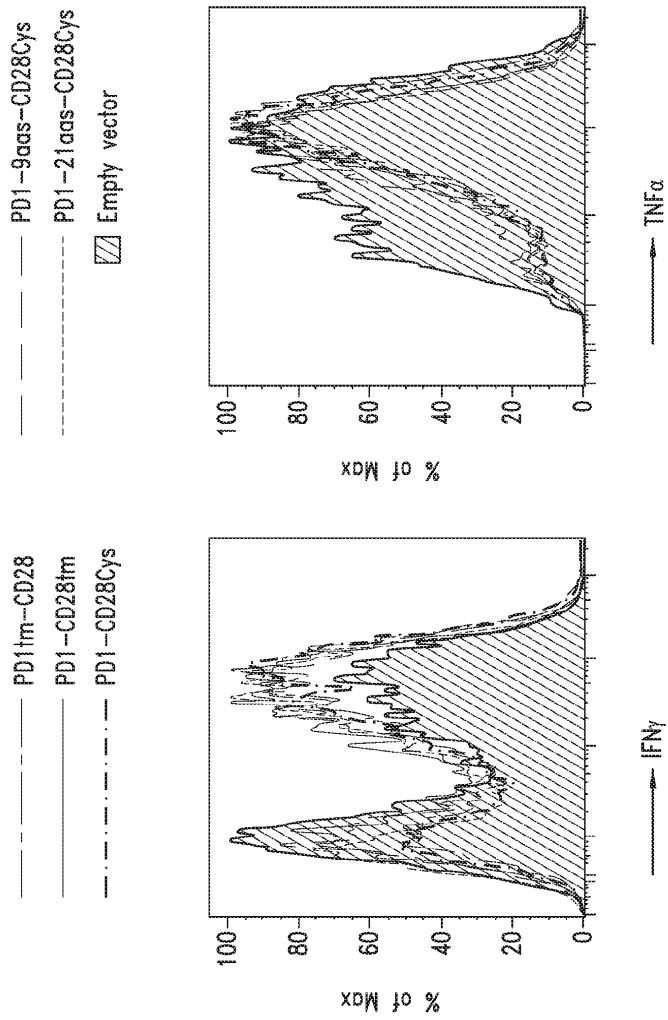 PD1tm-CD28
PD1-CD28tm
PD1-CD28Cys
PD1-9aas-CD28Cys
PD1-21aas-CD28Cys
Empty vector
% of Max
100
80
60
40
20
0
IFNγ
% of Max
100
80
60
40
20
0
TNFα